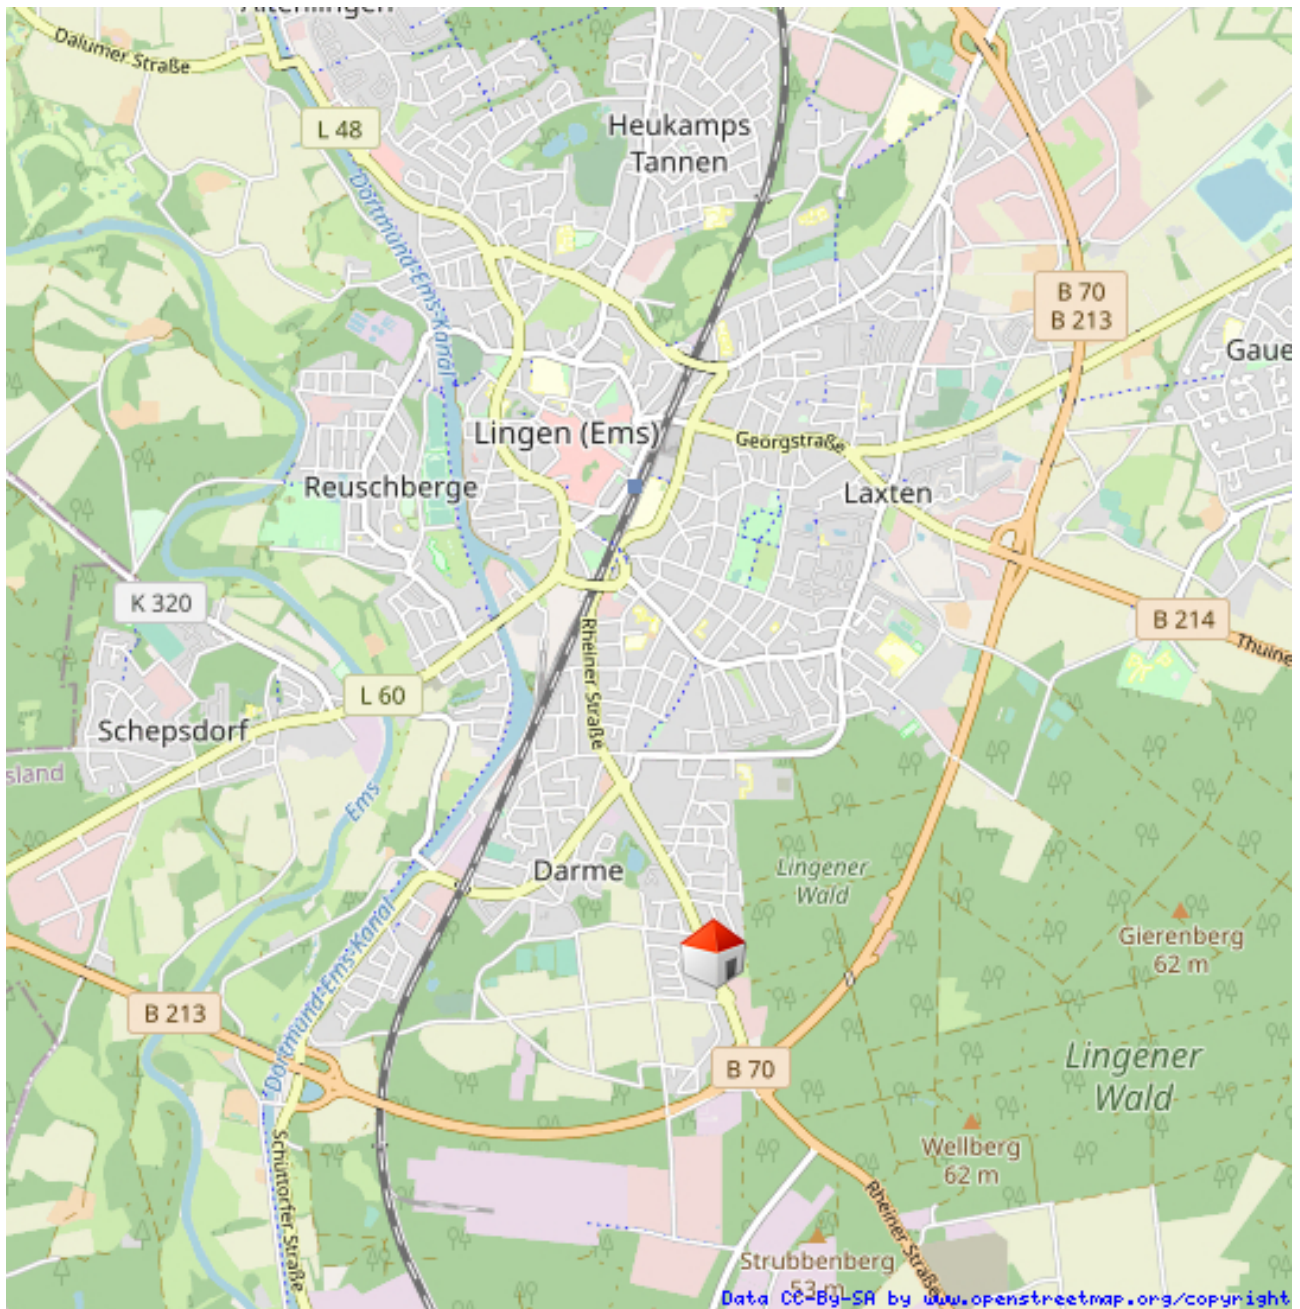 Altenlingen
Dalumer Straße
L 48
Heukamps
Tannen
Dortmund-Ems-Kanal
B 70
B 213
Gaue
Lingen (Ems)
Georgstraße
Reuschberge
Laxten
K 320
B 214
Thuine
Rheiner Straße
L 60
Schepsdorf
sland
Ems
Lingener
Wald
Darme
Gierenberg
62 m
Dortmund-Ems-Kanal
B 213
B 70
Lingener
Wald
Wellberg
62 m
Schüttorfer Straße
Rheiner Straße
Strubbenberg
53 m
Data CC-By-SA by www.openstreetmap.org/copyright